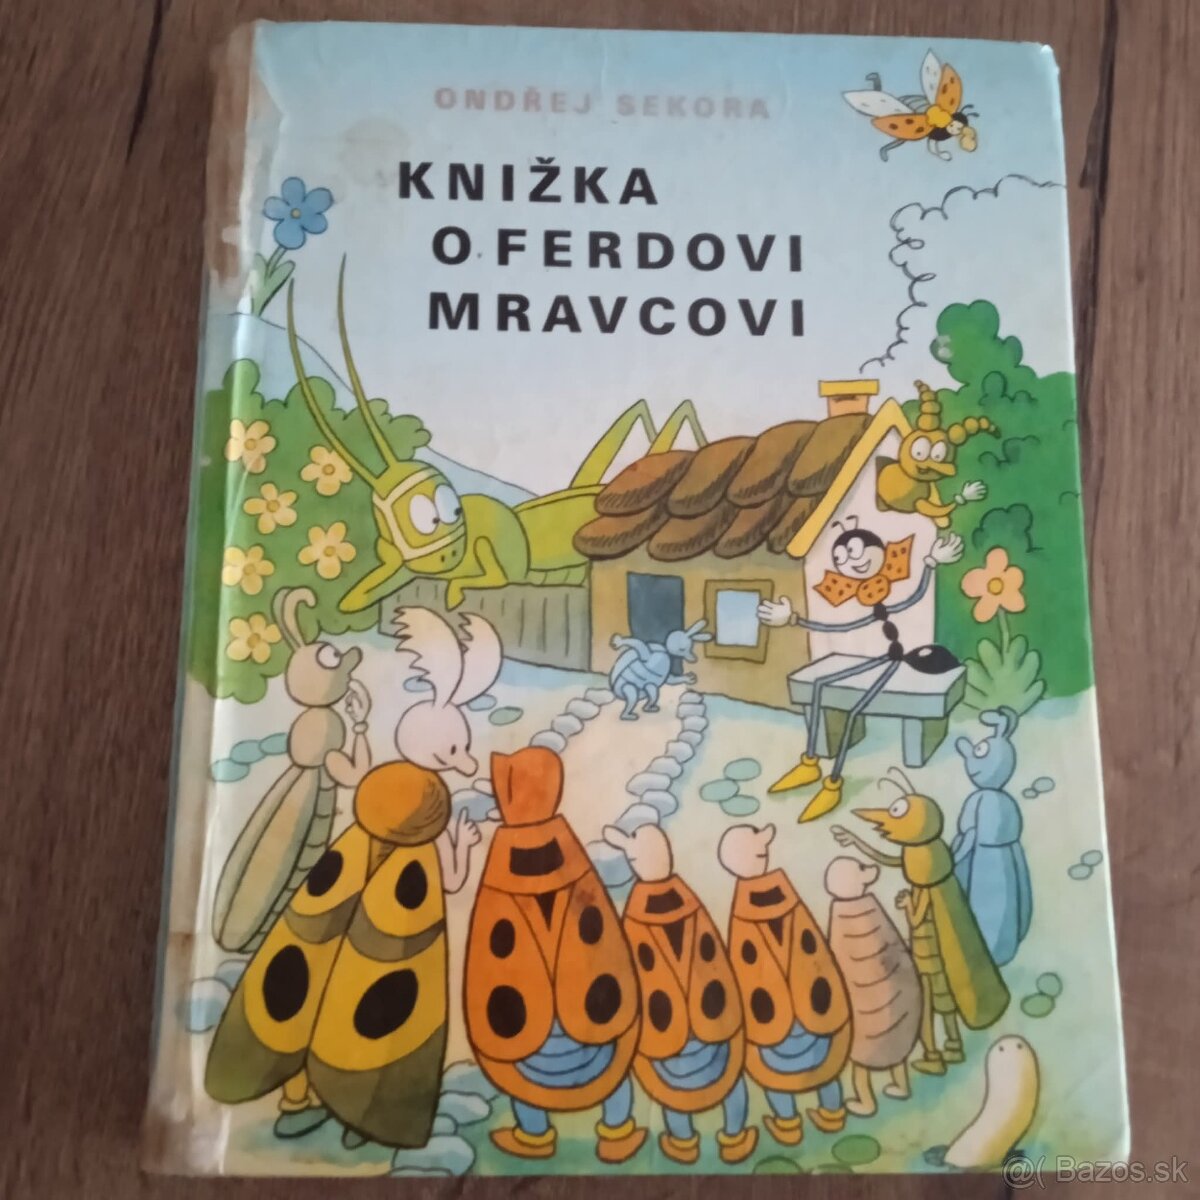 ONDŘEJ SEKORA
KNIŽKA
O FERDOVI
MRAVCOVI
@( Bazos.sk